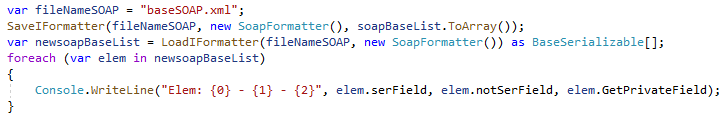 var fileNameSOAP = "baseSOAP.xml";
SaveIFormatter(fileNameSOAP, new SoapFormatter(), soapBaseList.ToArray());
var newsoapBaseList = LoadIFormatter(fileNameSOAP, new SoapFormatter()) as BaseSerializable[];
foreach (var elem in newsoapBaseList)
{
    Console.WriteLine("Elem: {0} - {1} - {2}", elem.serField, elem.notSerField, elem.GetPrivateField);
}